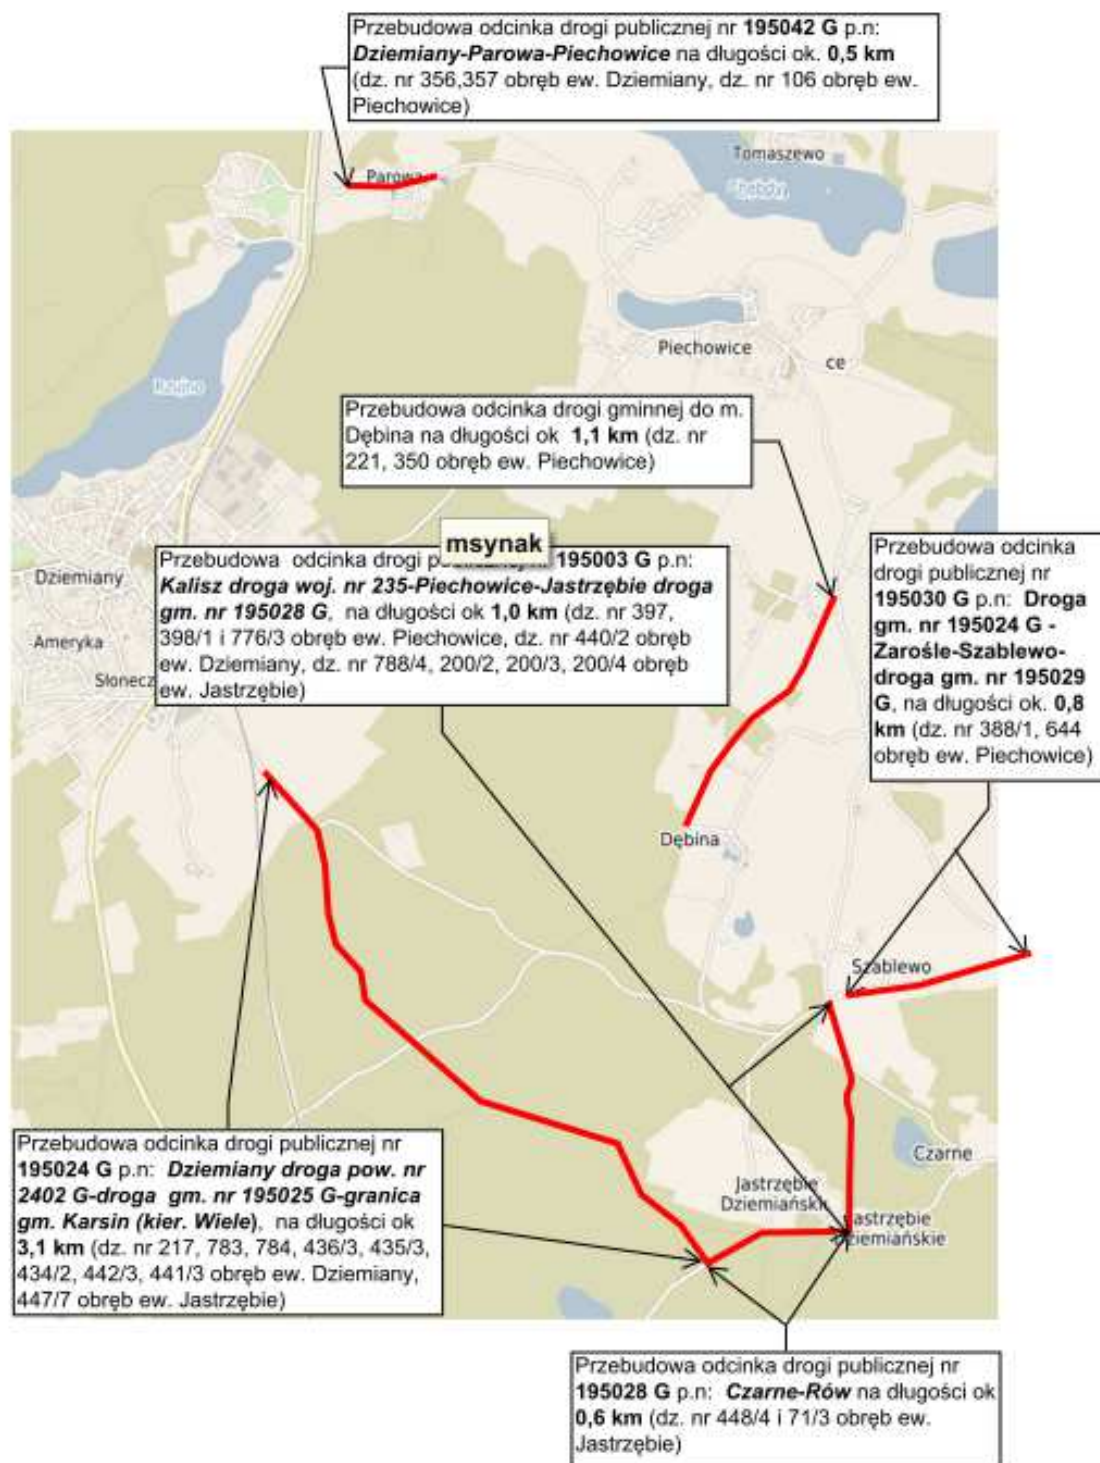 Przebudowa odcinka drogi publicznej nr 195042 G p.n:
Dziemiany-Parowa-Piechowice na długości ok. 0,5 km
(dz. nr 356,357 obręb ew. Dziemiany, dz. nr 106 obręb ew.
Piechowice)
Tomaszewo
Parowa
Rzujno
Piechowice
ce
Przebudowa odcinka drogi gminnej do m.
Dębina na długości ok 1,1 km (dz. nr
221, 350 obręb ew. Piechowice)
msynak
Przebudowa odcinka drogi 195003 G p.n:
Kalisz droga woj. nr 235-Piechowice-Jastrzębie droga
gm. nr 195028 G, na długości ok 1,0 km (dz. nr 397,
398/1 i 776/3 obręb ew. Piechowice, dz. nr 440/2 obręb
ew. Dziemiany, dz. nr 788/4, 200/2, 200/3, 200/4 obręb
ew. Jastrzębie)
Przebudowa odcinka
drogi publicznej nr
195030 G p.n: Droga
gm. nr 195024 G -
Zarośle-Szablewo-
droga gm. nr 195029
G, na długości ok. 0,8
km (dz. nr 388/1, 644
obręb ew. Piechowice)
Dziemiany
Ameryka
Słonecz
Dębina
Szablewo
Czarne
Jastrzębie
Dziemiańskie
Jastrzębie
Dziemiańskie
Przebudowa odcinka drogi publicznej nr
195024 G p.n: Dziemiany droga pow. nr
2402 G-droga gm. nr 195025 G-granica
gm. Karsin (kier. Wiele), na długości ok
3,1 km (dz. nr 217, 783, 784, 436/3, 435/3,
434/2, 442/3, 441/3 obręb ew. Dziemiany,
447/7 obręb ew. Jastrzębie)
Przebudowa odcinka drogi publicznej nr
195028 G p.n: Czarne-Rów na długości ok
0,6 km (dz. nr 448/4 i 71/3 obręb ew.
Jastrzębie)